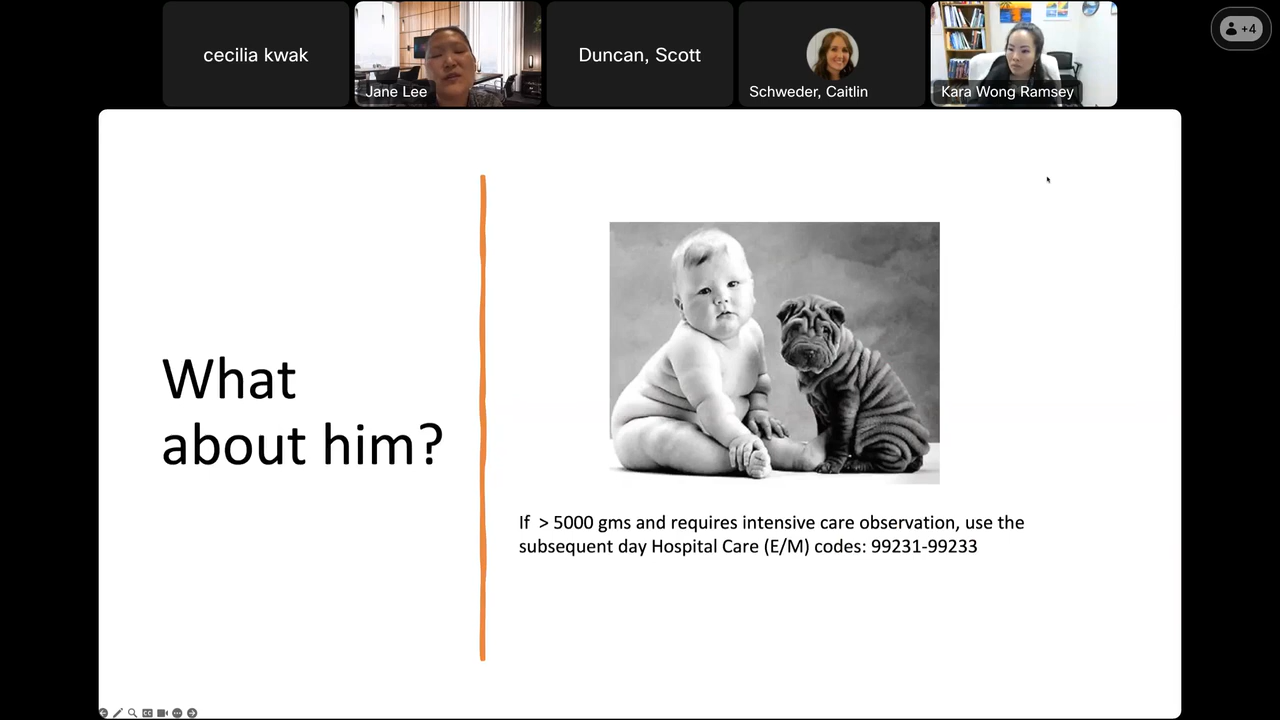 cecilia kwak
Jane Lee
Duncan, Scott
Schweder, Caitlin
Kara Wong Ramsey
+4
What
about him?
If > 5000 gms and requires intensive care observation, use the
subsequent day Hospital Care (E/M) codes: 99231-99233